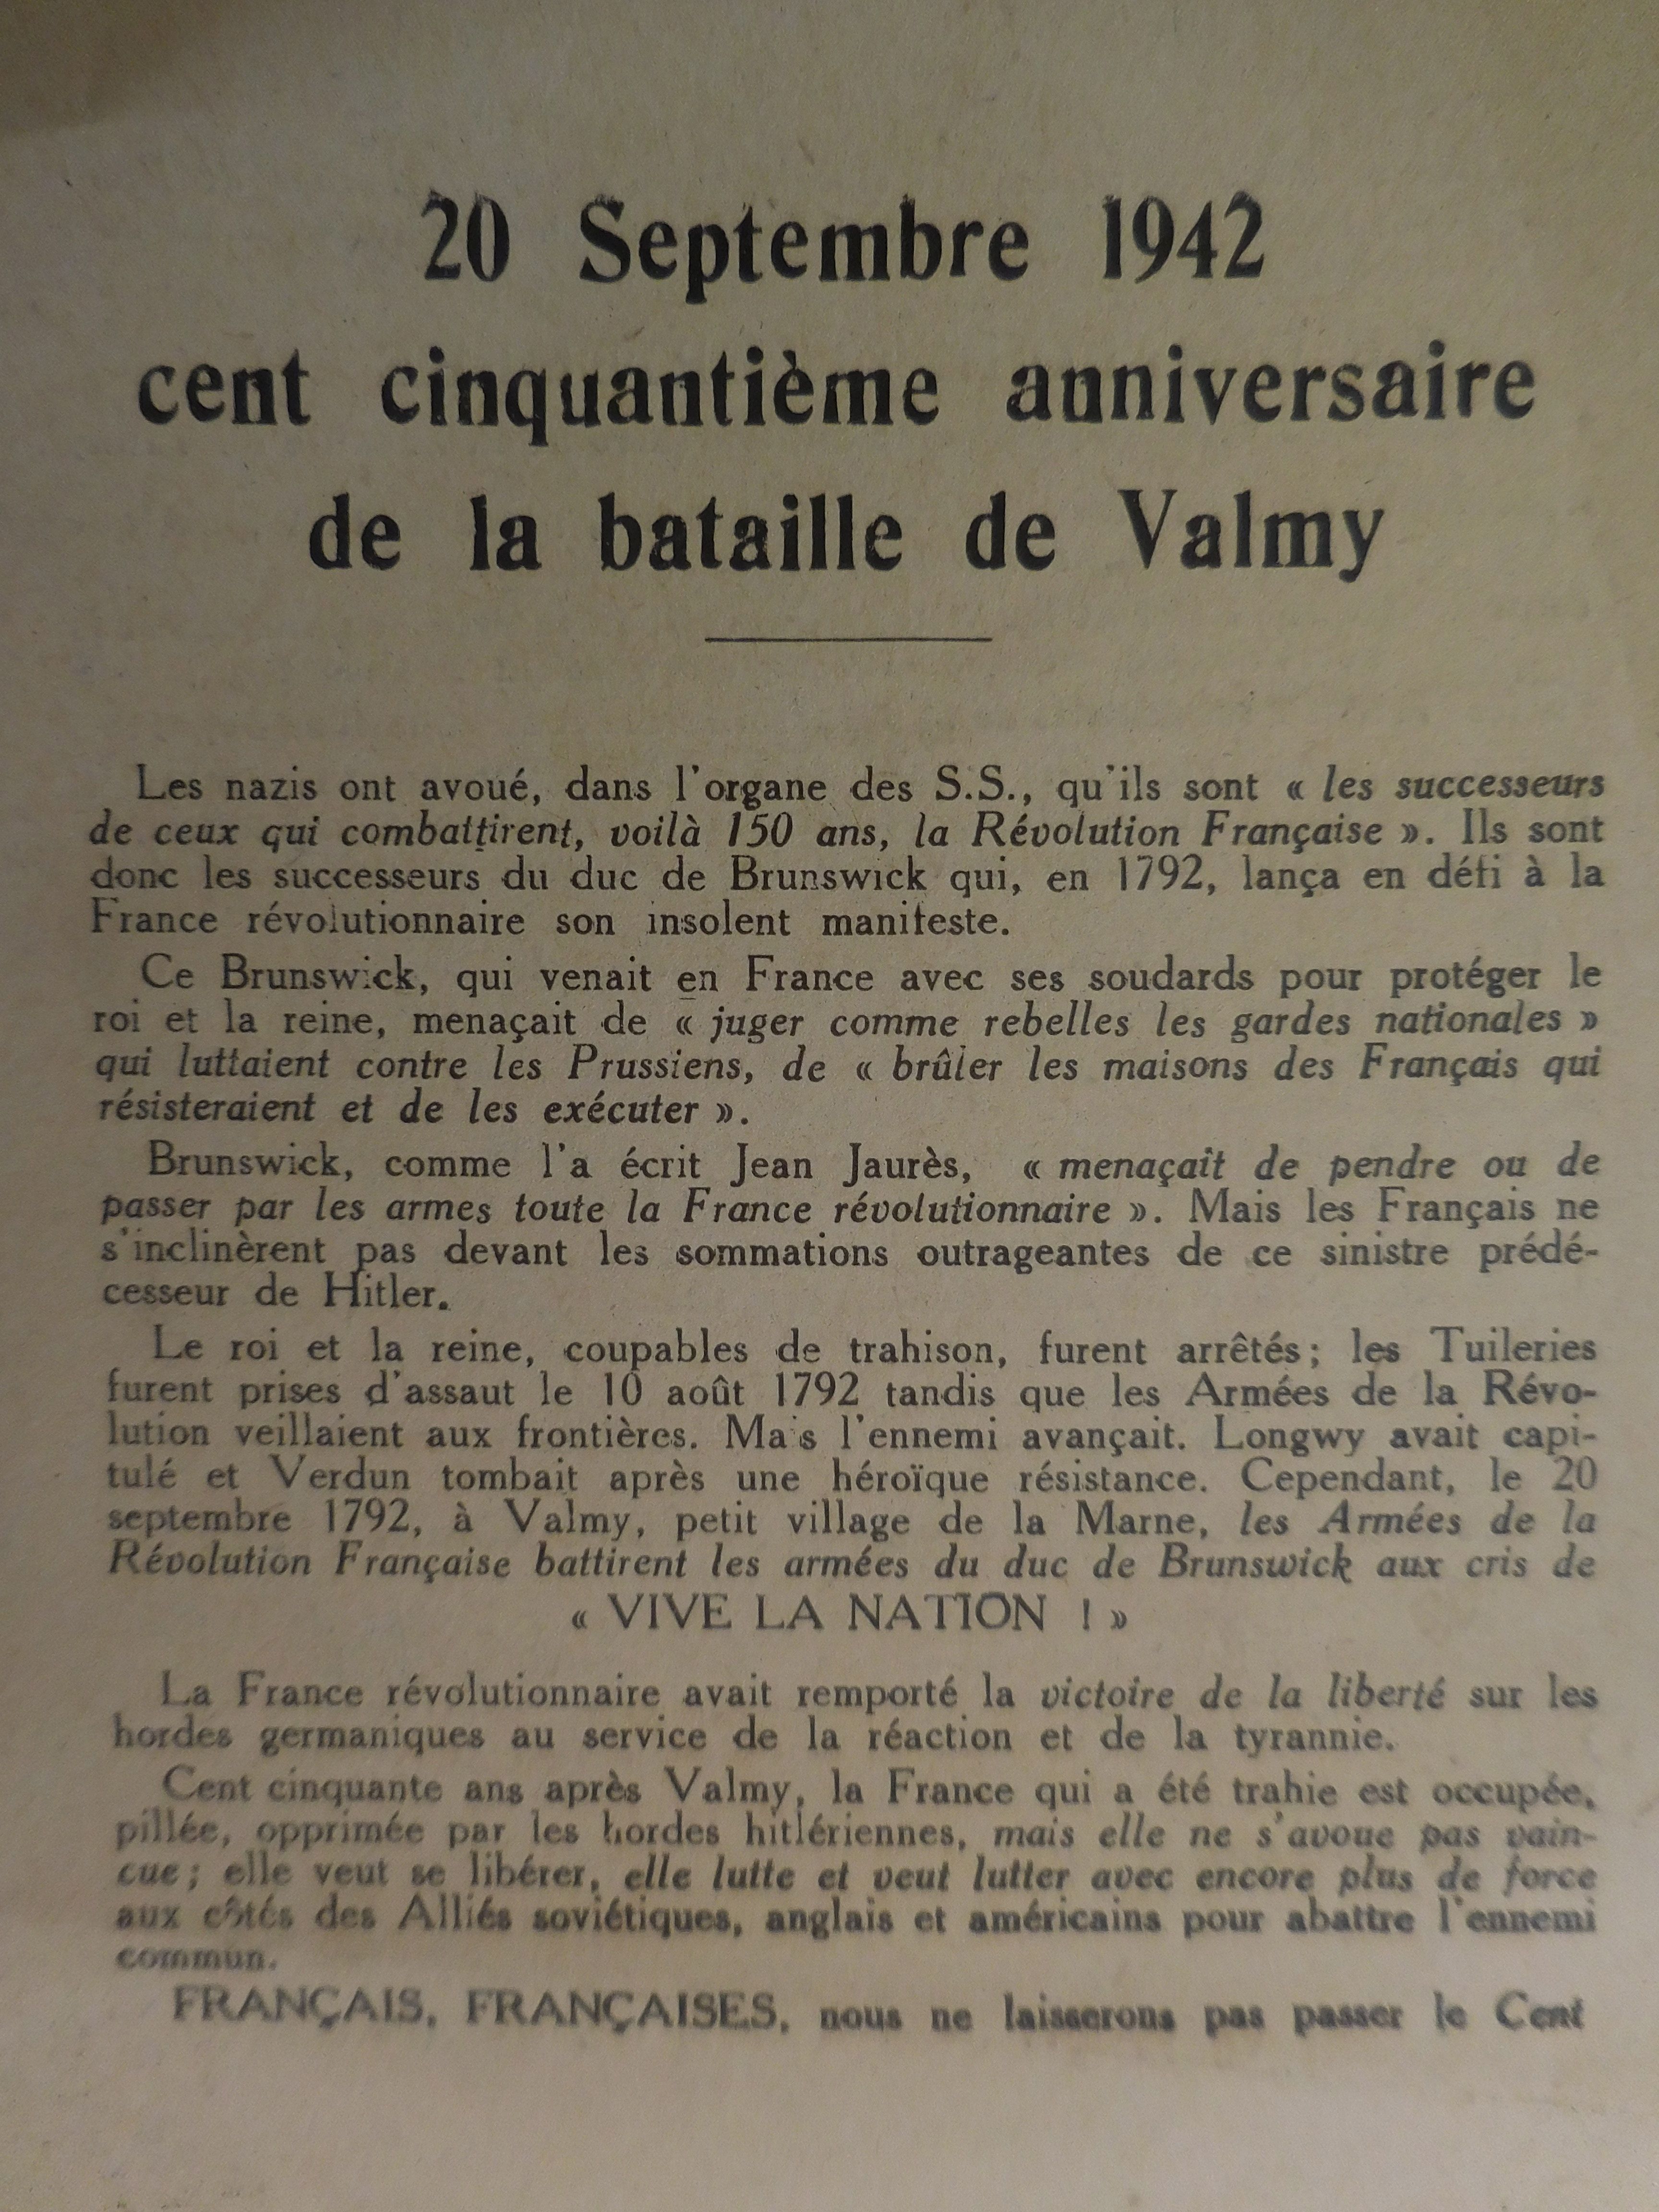 20 Septembre 1942
cent cinquantième anniversaire
de la bataille de Valmy
Les nazis ont avoué, dans l'organe des S.S., qu'ils sont « les successeurs
de ceux qui combattirent, voilà 150 ans, la Révolution Française ». Ils sont
donc les successeurs du duc de Brunswick qui, en 1792, lança en défi à la
France révolutionnaire son insolent manifeste.
Ce Brunswick, qui venait en France avec ses soudards pour protéger le
roi et la reine, menaçait de « juger comme rebelles les gardes nationales »
qui luttaient contre les Prussiens, de « brûler les maisons des Français qui
résisteraient et de les exécuter ».
Brunswick, comme l'a écrit Jean Jaurès, « menaçait de pendre ou de
passer par les armes toute la France révolutionnaire ». Mais les Français ne
s'inclinèrent pas devant les sommations outrageantes de ce sinistre prédé-
cesseur de Hitler.
Le roi et la reine, coupables de trahison, furent arrêtés ; les Tuileries
furent prises d'assaut le 10 août 1792 tandis que les Armées de la Révo-
lution veillaient aux frontières. Mais l'ennemi avançait. Longwy avait capi-
tulé et Verdun tombait après une héroïque résistance. Cependant, le 20
septembre 1792, à Valmy, petit village de la Marne, les Armées de la
Révolution Française battirent les armées du duc de Brunswick aux cris de
« VIVE LA NATION ! »
La France révolutionnaire avait remporté la victoire de la liberté sur les
hordes germaniques au service de la réaction et de la tyrannie.
Cent cinquante ans après Valmy, la France qui a été trahie est occupée,
pillée, opprimée par les hordes hitlériennes, mais elle ne s'avoue pas vain-
cue ; elle veut se libérer, elle lutte et veut lutter avec encore plus de force
aux côtés des Alliés soviétiques, anglais et américains pour abattre l'ennemi
commun.
FRANÇAIS, FRANÇAISES, nous ne laisserons pas passer le Cent